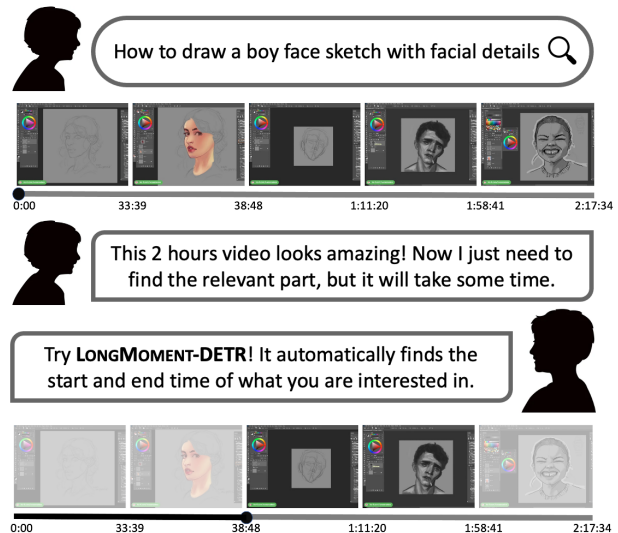 How to draw a boy face sketch with facial details
0:00 33:39 38:48 1:11:20 1:58:41 2:17:34
This 2 hours video looks amazing! Now I just need to
find the relevant part, but it will take some time.
Try LONGMOMENT-DETR! It automatically finds the
start and end time of what you are interested in.
0:00 33:39 38:48 1:11:20 1:58:41 2:17:34